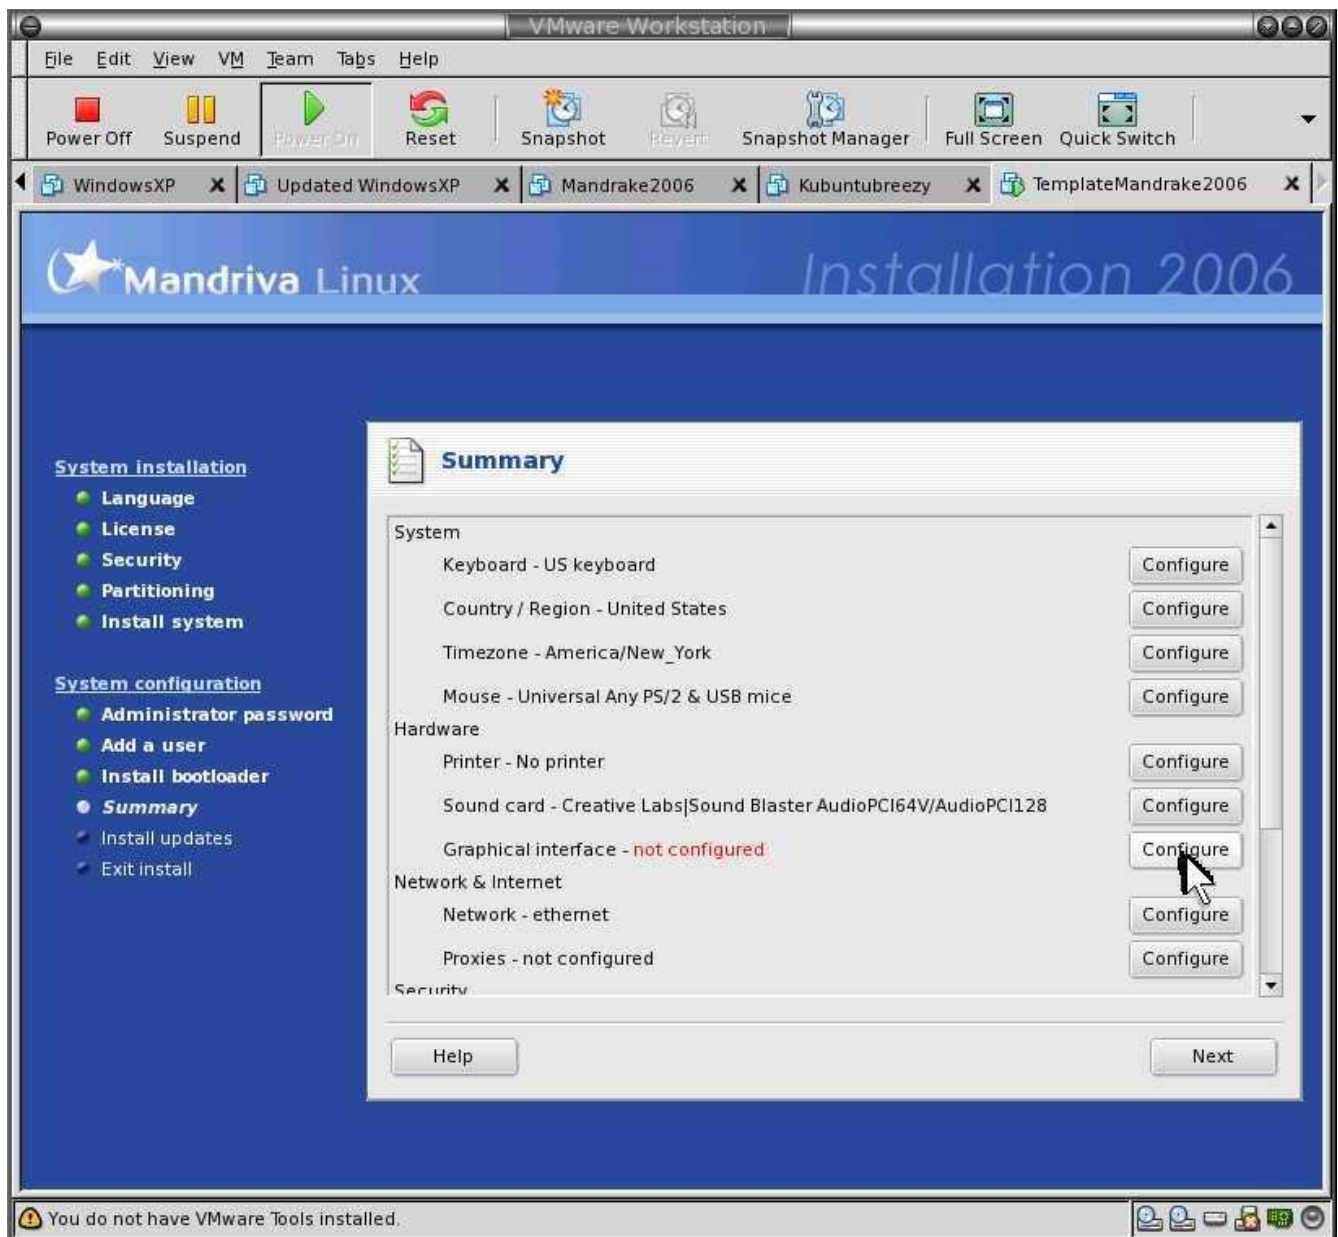 VMware Workstation
File Edit View VM Team Tabs Help
Power Off Suspend Power On Reset Snapshot Revert Snapshot Manager Full Screen Quick Switch
WindowsXP Updated WindowsXP Mandrake2006 Kubuntubreezy TemplateMandrake2006
Mandriva Linux Installation 2006
Summary
System installation
Language
License
Security
Partitioning
Install system
System configuration
Administrator password
Add a user
Install bootloader
Summary
Install updates
Exit install
System
Keyboard - US keyboard Configure
Country / Region - United States Configure
Timezone - America/New_York Configure
Mouse - Universal Any PS/2 & USB mice Configure
Hardware
Printer - No printer Configure
Sound card - Creative Labs|Sound Blaster AudioPCI64V/AudioPCI128 Configure
Graphical interface - not configured Configure
Network & Internet
Network - ethernet Configure
Proxies - not configured Configure
Security
Help Next
You do not have VMware Tools installed.